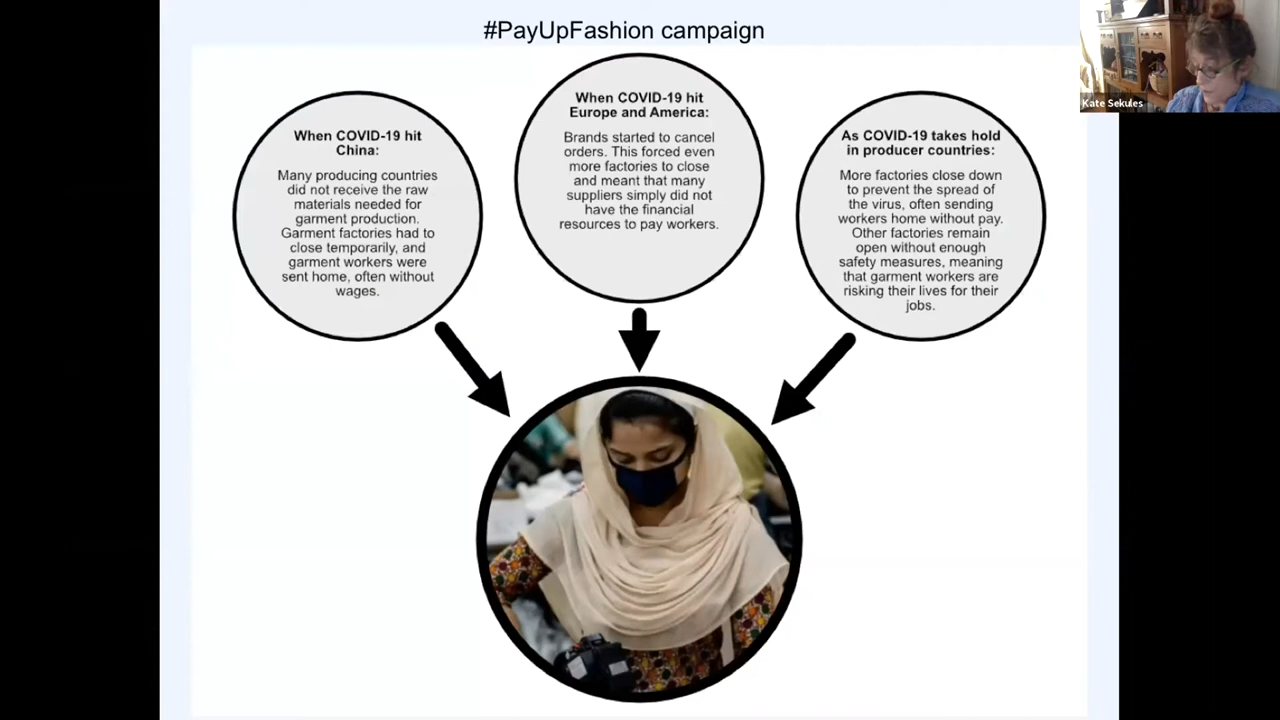 #PayUpFashion campaign
Kate Sekules
When COVID-19 hit
China:
Many producing countries
did not receive the raw
materials needed for
garment production.
Garment factories had to
close temporarily, and
garment workers were
sent home, often without
wages.
When COVID-19 hit
Europe and America:
Brands started to cancel
orders. This forced even
more factories to close
and meant that many
suppliers simply did not
have the financial
resources to pay workers.
As COVID-19 takes hold
in producer countries:
More factories close down
to prevent the spread of
the virus, often sending
workers home without pay.
Other factories remain
open without enough
safety measures, meaning
that garment workers are
risking their lives for their
jobs.